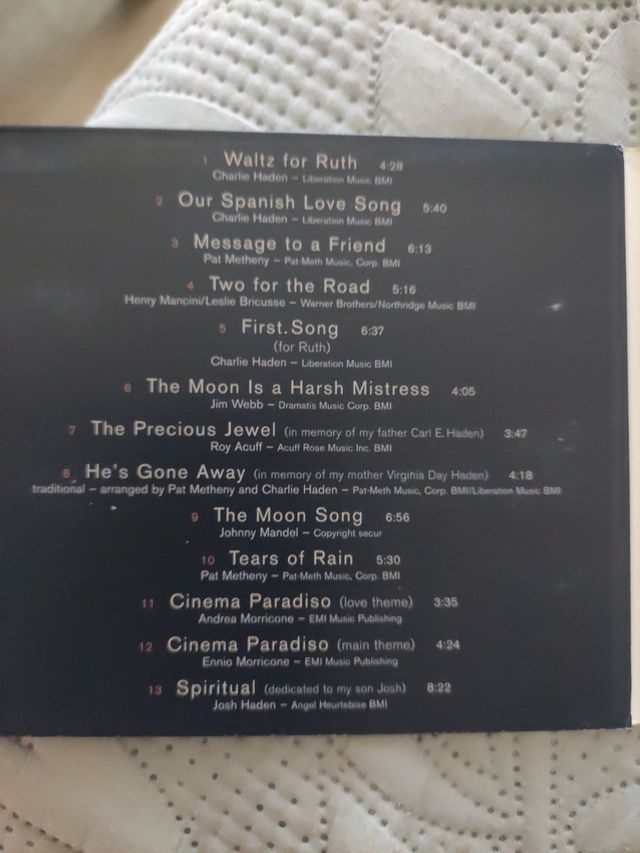 1 Waltz for Ruth 4:28
Charlie Haden – Liberation Music BMI
2 Our Spanish Love Song 5:40
Charlie Haden – Liberation Music BMI
3 Message to a Friend 6:13
Pat Metheny – Pat-Meth Music, Corp. BMI
4 Two for the Road 5:16
Henry Mancini/Leslie Bricusse – Warner Brothers/Northridge Music BMI
5 First Song 6:37
(for Ruth)
Charlie Haden – Liberation Music BMI
6 The Moon Is a Harsh Mistress 4:05
Jim Webb – Dramatis Music Corp. BMI
7 The Precious Jewel (in memory of my father Carl E. Haden) 3:47
Roy Acuff – Acuff Rose Music Inc. BMI
8 He's Gone Away (in memory of my mother Virginia Day Haden) 4:18
traditional – arranged by Pat Metheny and Charlie Haden – Pat-Meth Music, Corp. BMI/Liberation Music BMI
9 The Moon Song 6:56
Johnny Mandel – Copyright secur
10 Tears of Rain 5:30
Pat Metheny – Pat-Meth Music, Corp. BMI
11 Cinema Paradiso (love theme) 3:35
Andrea Morricone – EMI Music Publishing
12 Cinema Paradiso (main theme) 4:24
Ennio Morricone – EMI Music Publishing
13 Spiritual (dedicated to my son Josh) 8:22
Josh Haden – Angel Heurtebise BMI